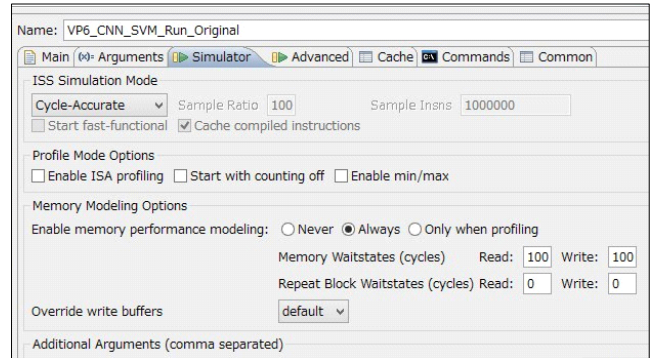 Name: VP6_CNN_SVM_Run_Original
Main (x)= Arguments Simulator Advanced Cache Commands Common
ISS Simulation Mode
Cycle-Accurate Sample Ratio 100 Sample Insns 1000000
Start fast-functional Cache compiled instructions
Profile Mode Options
Enable ISA profiling Start with counting off Enable min/max
Memory Modeling Options
Enable memory performance modeling: Never Always Only when profiling
Memory Waitstates (cycles) Read: 100 Write: 100
Repeat Block Waitstates (cycles) Read: 0 Write: 0
Override write buffers default
Additional Arguments (comma separated)